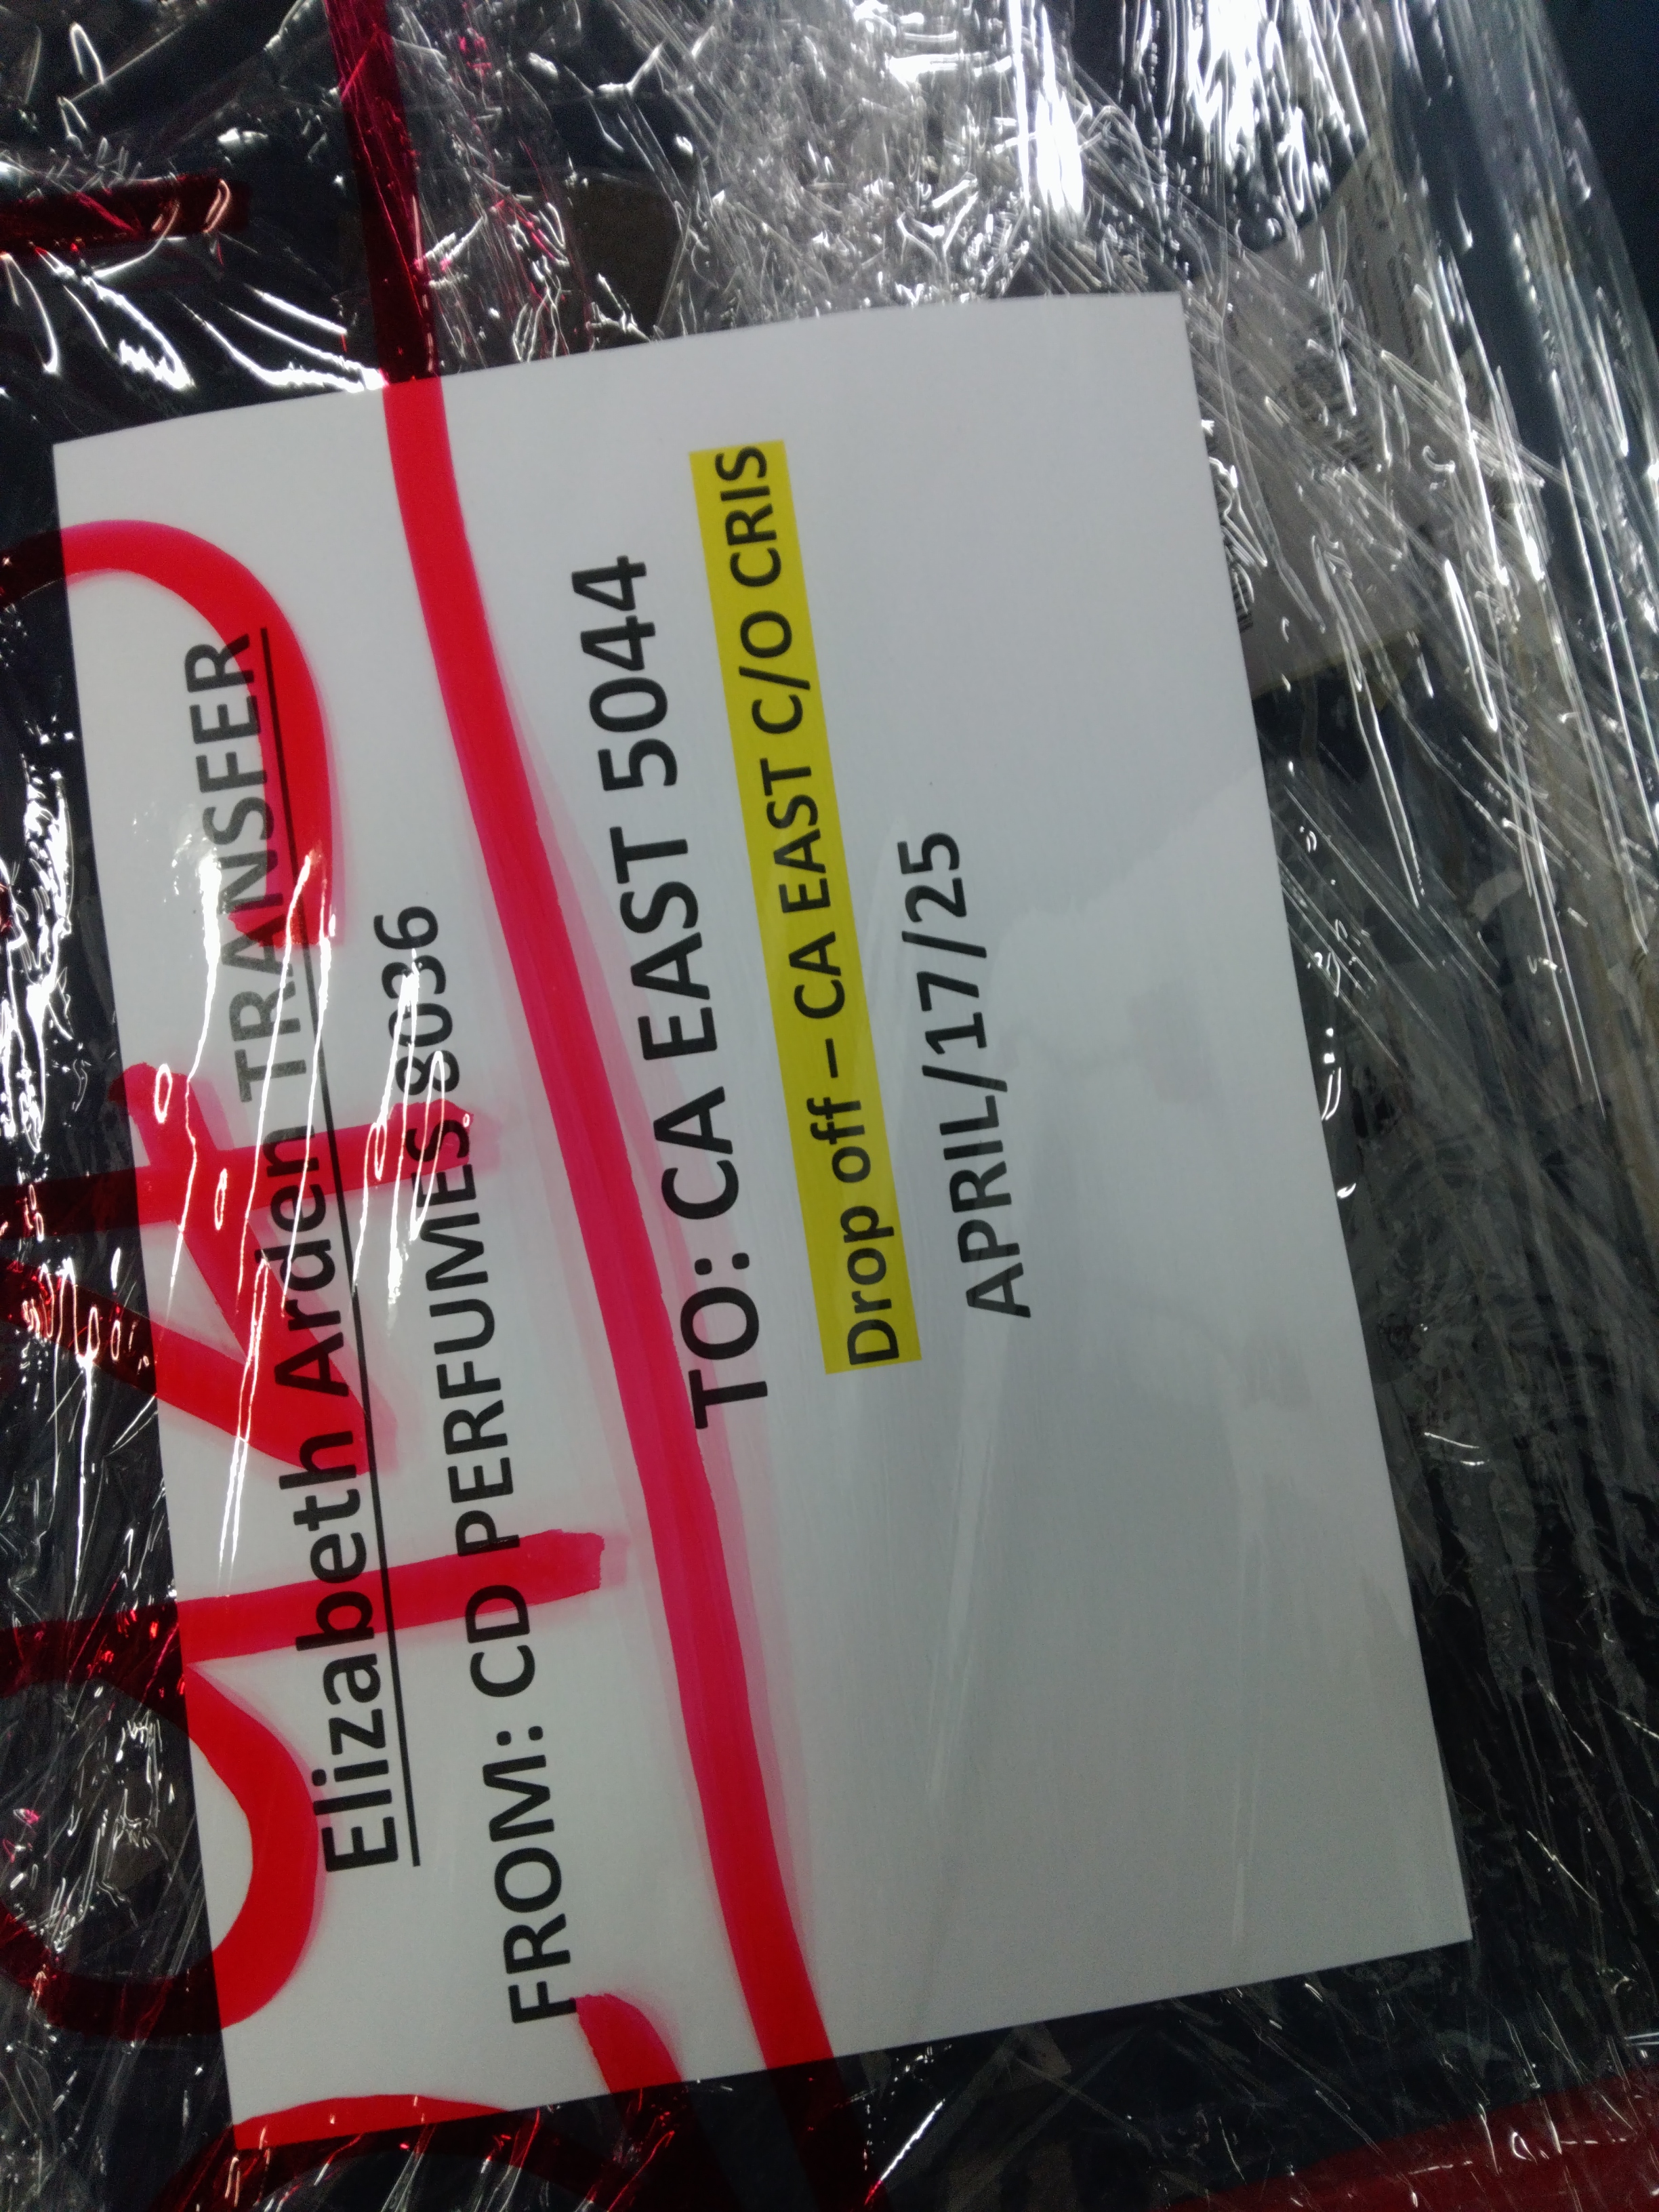 Elizabeth Arden TRANSFER
FROM: CD PERFUMES 8036
TO: CA EAST 5044
Drop off – CA EAST C/O CRIS
APRIL/17/25